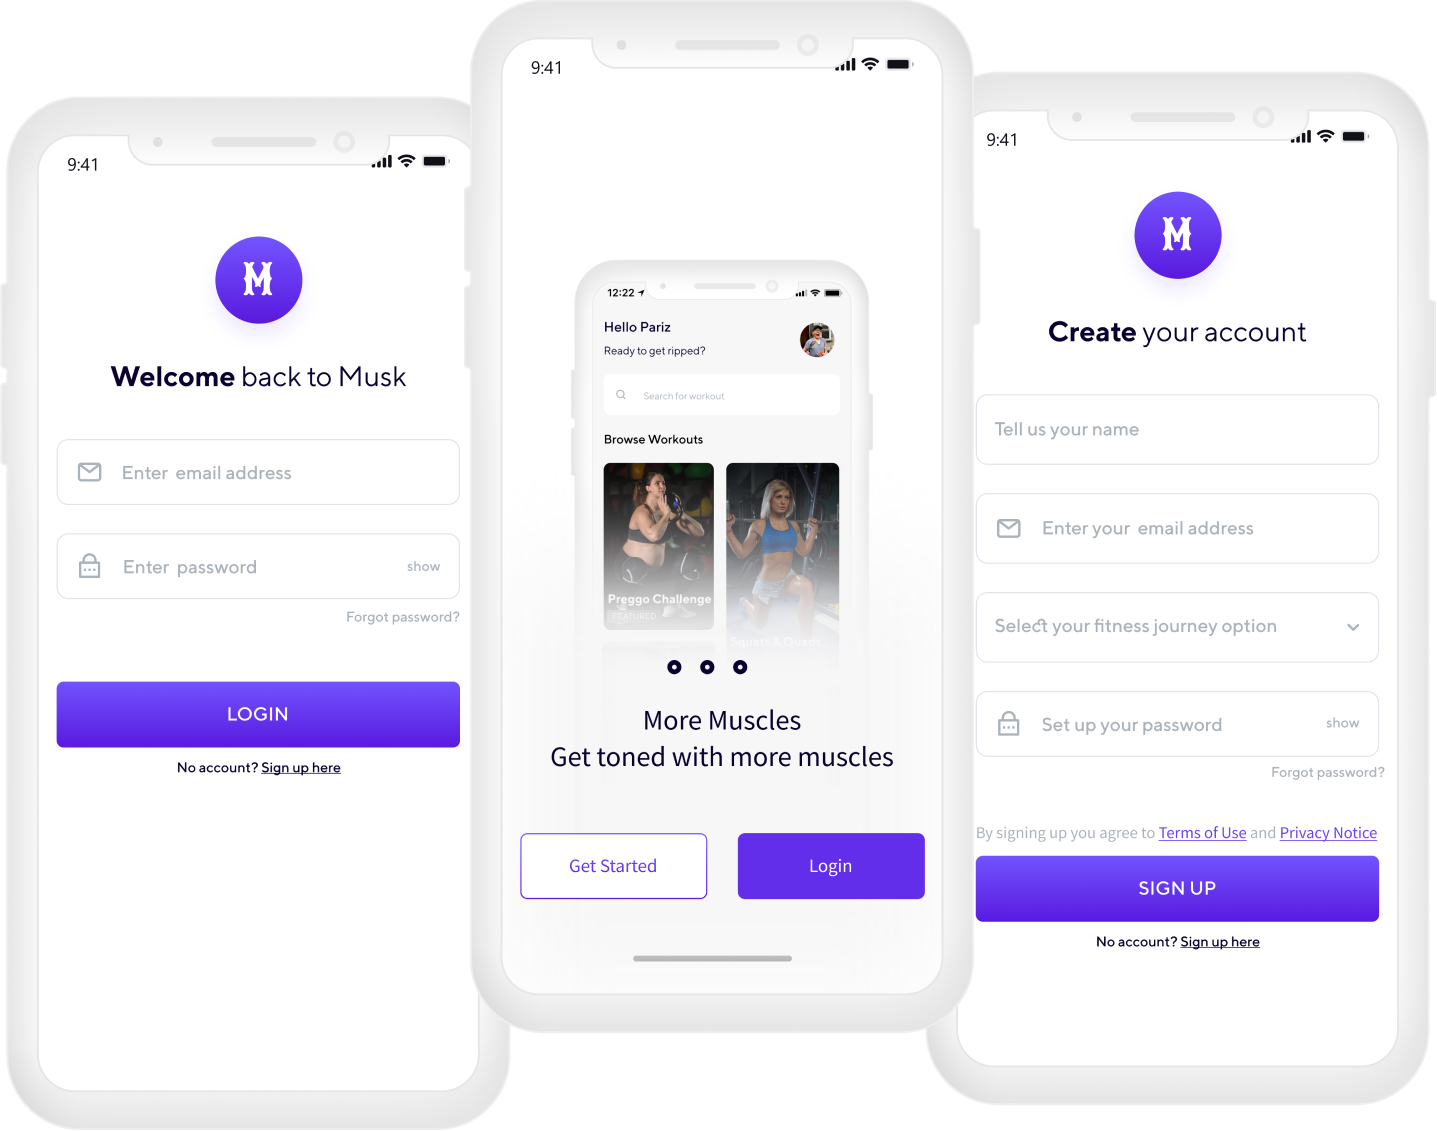 9:41
M
Welcome back to Musk
Enter email address
Enter password
show
Forgot password?
LOGIN
No account? Sign up here
9:41
12:22
Hello Pariz
Ready to get ripped?
Search for workout
Browse Workouts
Preggo Challenge
FEATURED
Squats & Quads
More Muscles
Get toned with more muscles
Get Started
Login
9:41
M
Create your account
Tell us your name
Enter your email address
Select your fitness journey option
Set up your password
show
Forgot password?
By signing up you agree to Terms of Use and Privacy Notice
SIGN UP
No account? Sign up here